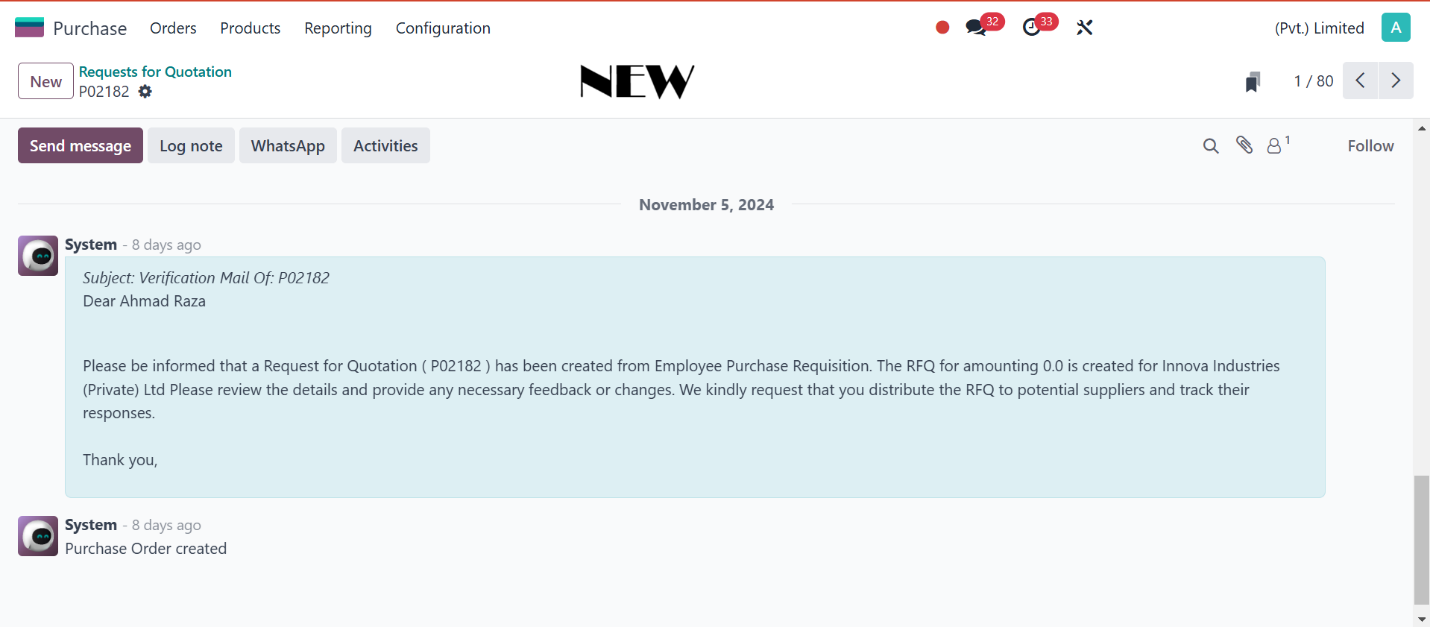 Purchase Orders Products Reporting Configuration 32 33 (Pvt.) Limited A
New Requests for Quotation NEW 1 / 80
P02182
Send message Log note WhatsApp Activities 1 Follow
November 5, 2024
System - 8 days ago
Subject: Verification Mail Of: P02182
Dear Ahmad Raza
Please be informed that a Request for Quotation ( P02182 ) has been created from Employee Purchase Requisition. The RFQ for amounting 0.0 is created for Innova Industries
(Private) Ltd Please review the details and provide any necessary feedback or changes. We kindly request that you distribute the RFQ to potential suppliers and track their
responses.
Thank you,
System - 8 days ago
Purchase Order created